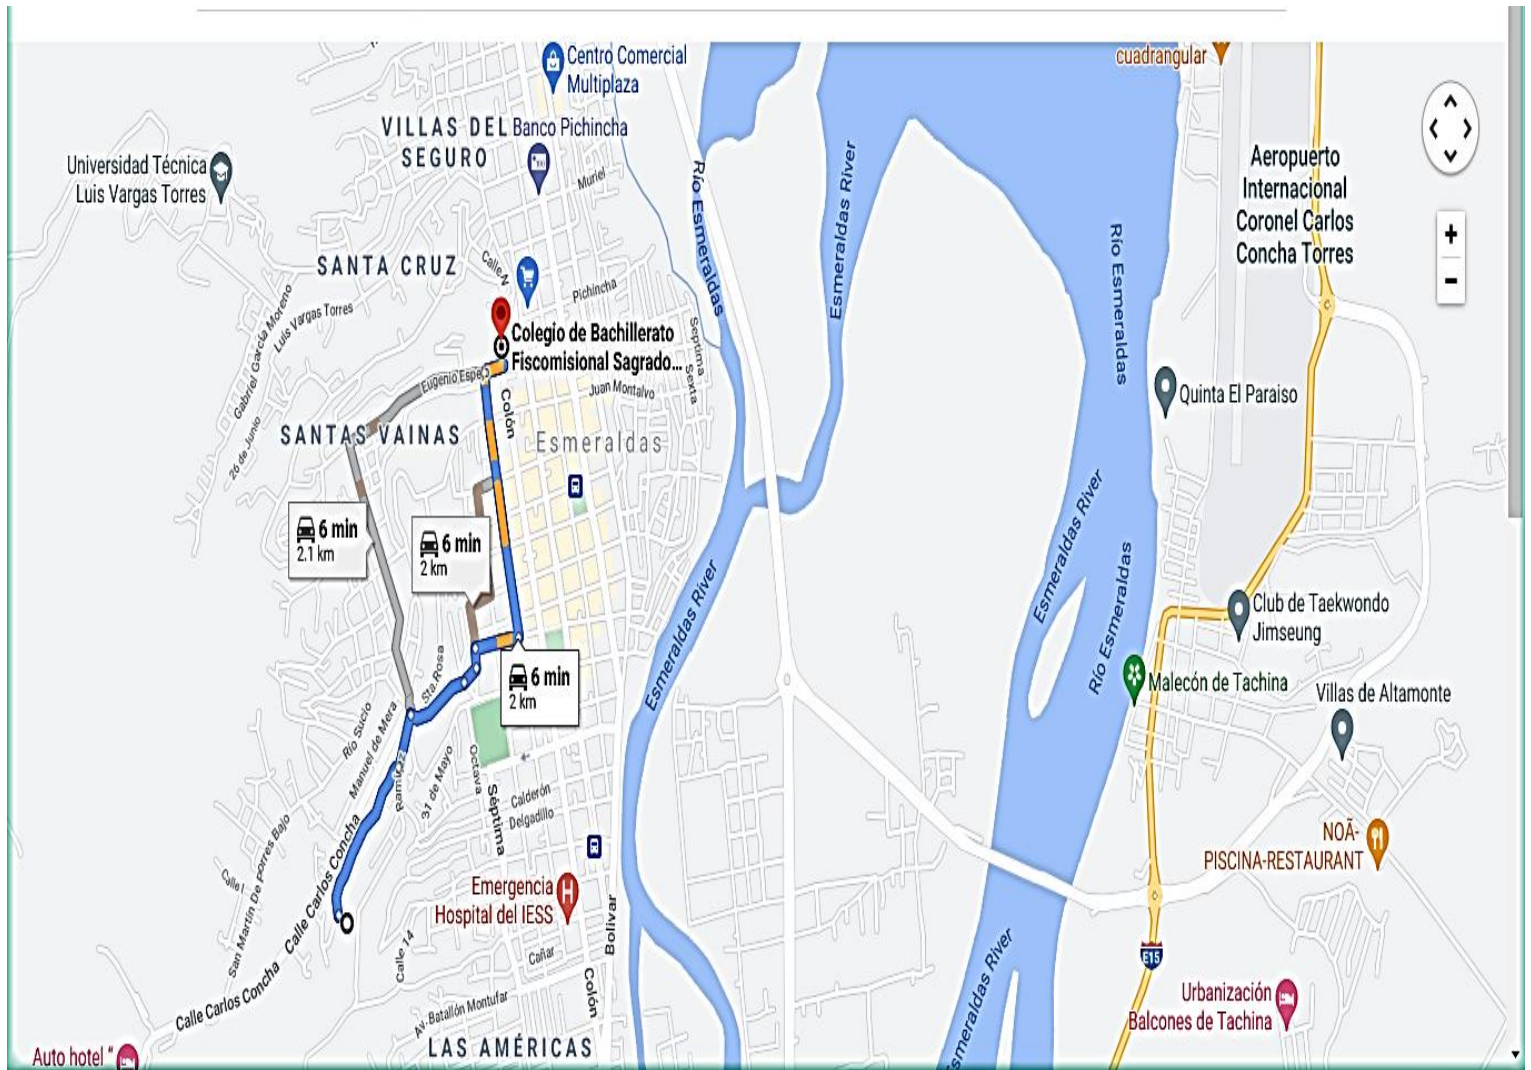 Centro Comercial
Multiplaza
cuadrangular
VILLAS DEL
SEGURO
Banco Pichincha
Universidad Técnica
Luis Vargas Torres
Muriel
Río Esmeraldas
Esmeraldas River
Aeropuerto
Internacional
Coronel Carlos
Concha Torres
Río Esmeraldas
SANTA CRUZ
Calle N
Pichincha
Gabriel García Moreno
Luis Vargas Torres
Colegio de Bachillerato
Fiscomisional Sagrado...
Septima
Sexta
Eugenio Espe
Juan Montalvo
Quinta El Paraiso
Colón
26 de Junio
SANTAS VAINAS
Esmeraldas
6 min
2.1 km
6 min
2 km
Esmeraldas River
Esmeraldas River
Río Esmeraldas
Club de Taekwondo
Jimseung
Sta. Rosa
6 min
2 km
Malecón de Tachina
Villas de Altamonte
Río Sucio
Manuel de Mera
31 de Mayo
Octava
Séptima
Calderón
Delgadillo
NOÃ-
PISCINA-RESTAURANT
Calle I
San Martín De porres Bajo
Calle Carlos Concha
Emergencia
Hospital del IESS
Bolívar
Calle 14
Cañar
Colón
Esmeraldas River
E15
Calle Carlos Concha
Av. Batallón Montufar
Urbanización
Balcones de Tachina
LAS AMÉRICAS
Auto hotel "